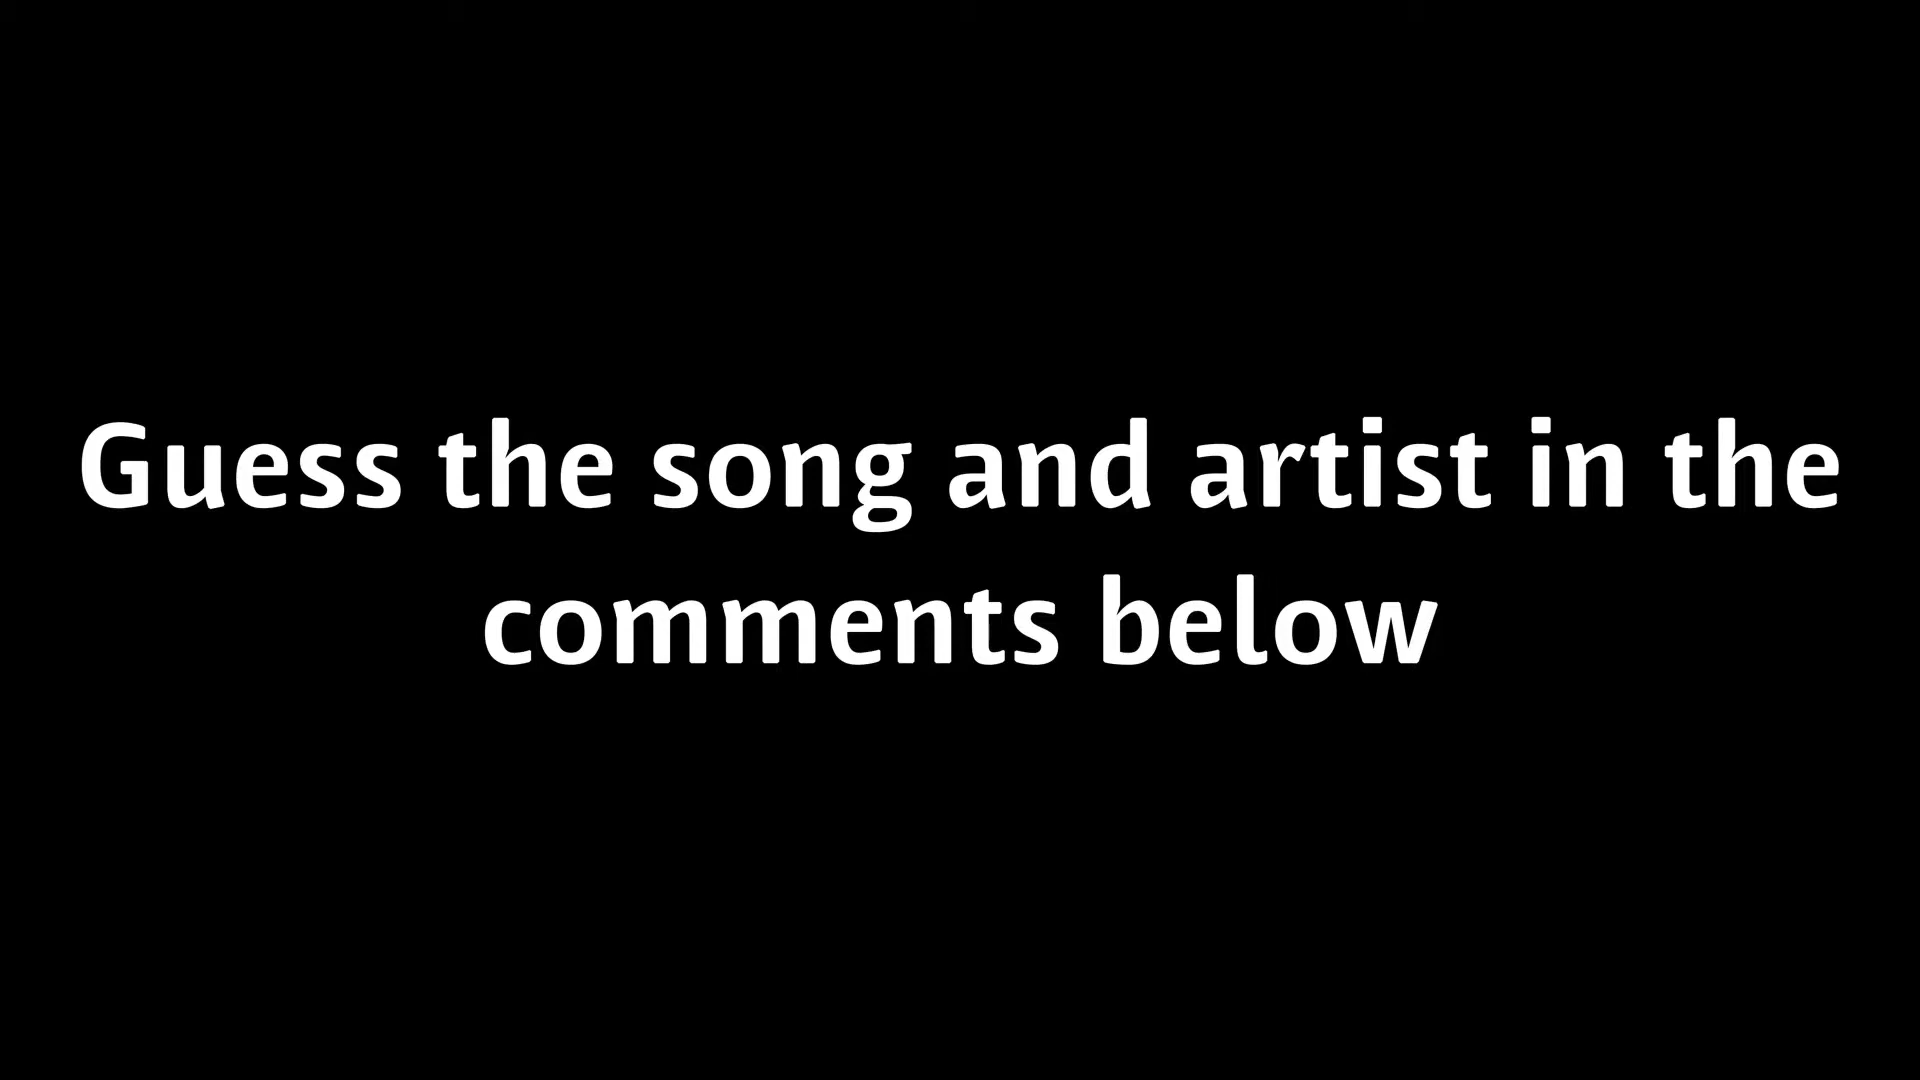 Guess the song and artist in the
comments below